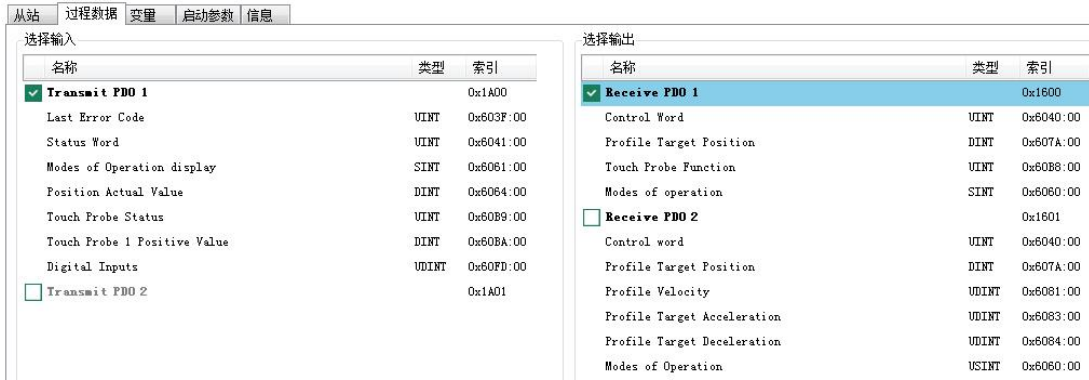 从站 过程数据 变量 启动参数 信息
选择输入
名称 类型 索引
Transmit PDO 1 0x1A00
Last Error Code UINT 0x603F:00
Status Word UINT 0x6041:00
Modes of Operation display SINT 0x6061:00
Position Actual Value DINT 0x6064:00
Touch Probe Status UINT 0x60B9:00
Touch Probe 1 Positive Value DINT 0x60BA:00
Digital Inputs UDINT 0x60FD:00
Transmit PDO 2 0x1A01
选择输出
名称 类型 索引
Receive PDO 1 0x1600
Control Word UINT 0x6040:00
Profile Target Position DINT 0x607A:00
Touch Probe Function UINT 0x60B8:00
Modes of operation SINT 0x6060:00
Receive PDO 2 0x1601
Control word UINT 0x6040:00
Profile Target Position DINT 0x607A:00
Profile Velocity UDINT 0x6081:00
Profile Target Acceleration UDINT 0x6083:00
Profile Target Deceleration UDINT 0x6084:00
Modes of Operation USINT 0x6060:00